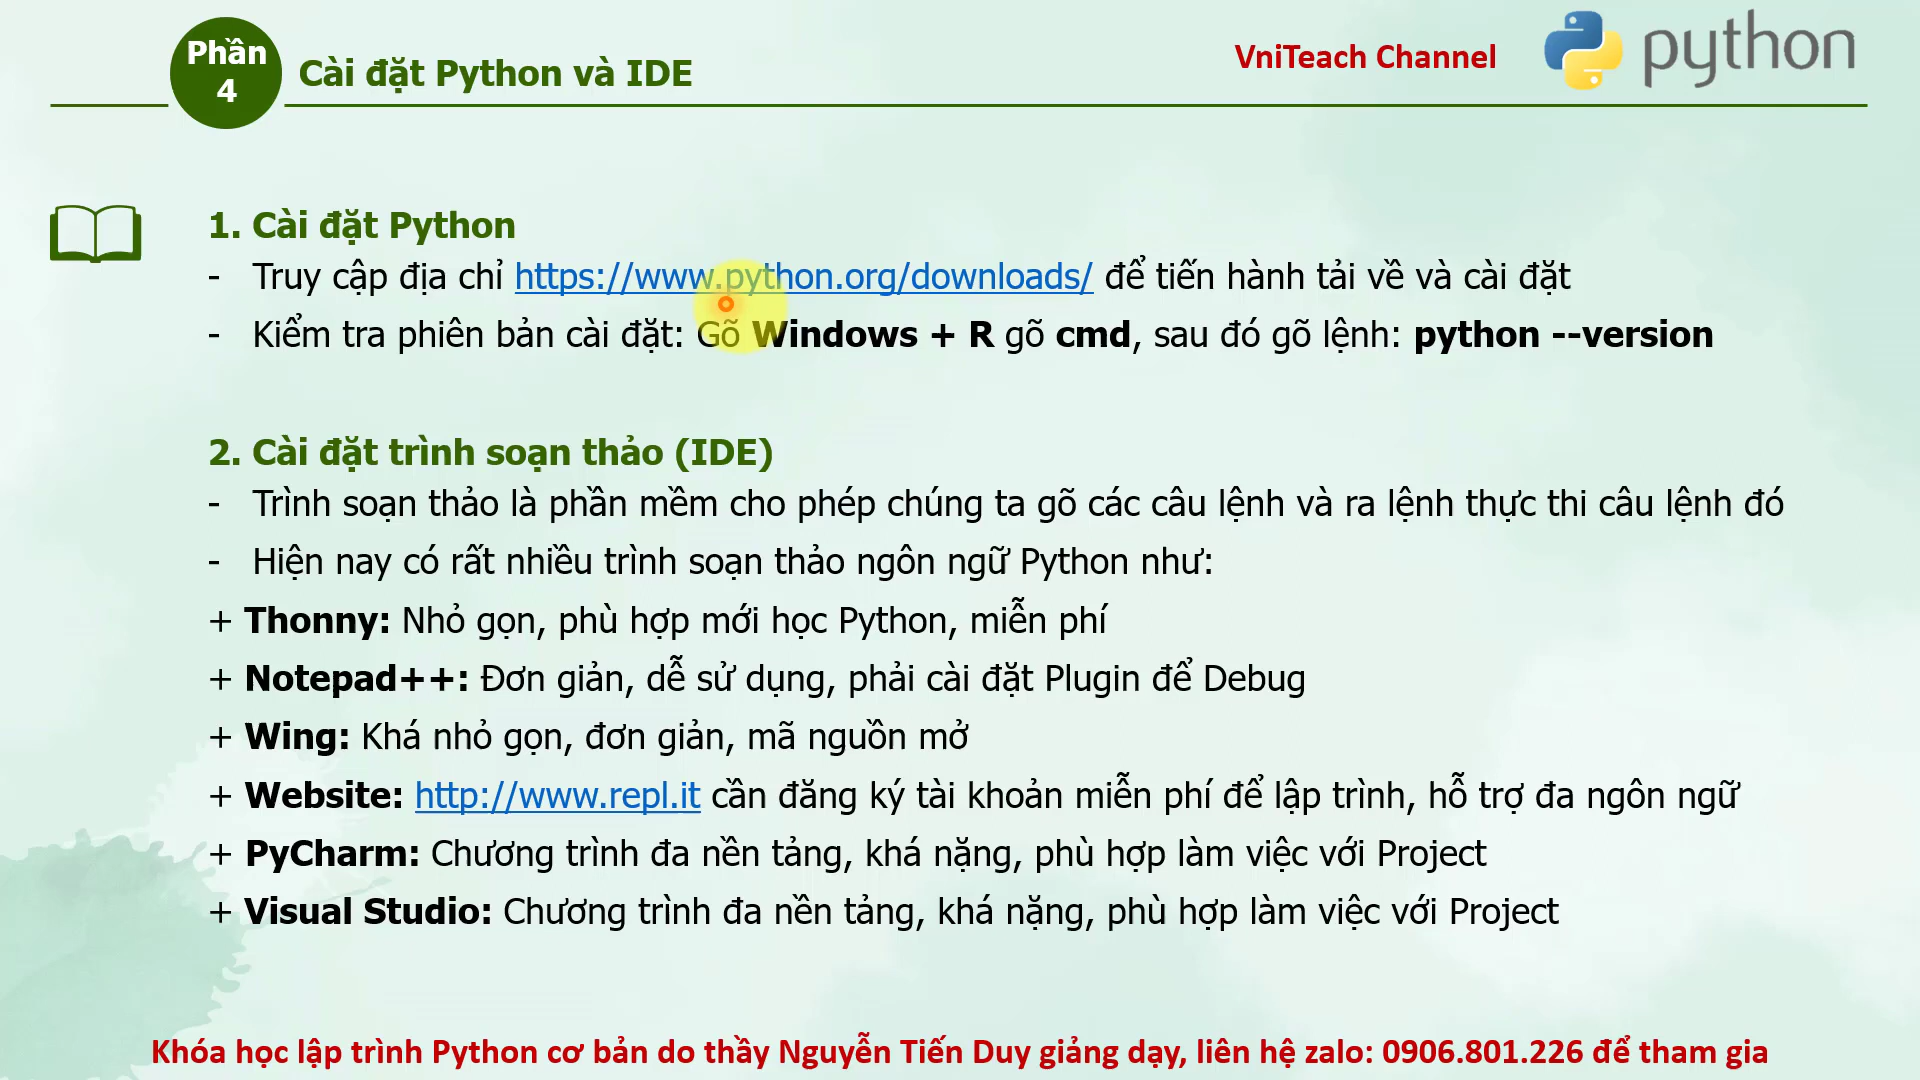 Phần
4
Cài đặt Python và IDE
VniTeach Channel
python
1. Cài đặt Python
- Truy cập địa chỉ https://www.python.org/downloads/ để tiến hành tải về và cài đặt
- Kiểm tra phiên bản cài đặt: Gõ Windows + R gõ cmd, sau đó gõ lệnh: python --version
2. Cài đặt trình soạn thảo (IDE)
- Trình soạn thảo là phần mềm cho phép chúng ta gõ các câu lệnh và ra lệnh thực thi câu lệnh đó
- Hiện nay có rất nhiều trình soạn thảo ngôn ngữ Python như:
+ Thonny: Nhỏ gọn, phù hợp mới học Python, miễn phí
+ Notepad++: Đơn giản, dễ sử dụng, phải cài đặt Plugin để Debug
+ Wing: Khá nhỏ gọn, đơn giản, mã nguồn mở
+ Website: http://www.repl.it cần đăng ký tài khoản miễn phí để lập trình, hỗ trợ đa ngôn ngữ
+ PyCharm: Chương trình đa nền tảng, khá nặng, phù hợp làm việc với Project
+ Visual Studio: Chương trình đa nền tảng, khá nặng, phù hợp làm việc với Project
Khóa học lập trình Python cơ bản do thầy Nguyễn Tiến Duy giảng dạy, liên hệ zalo: 0906.801.226 để tham gia